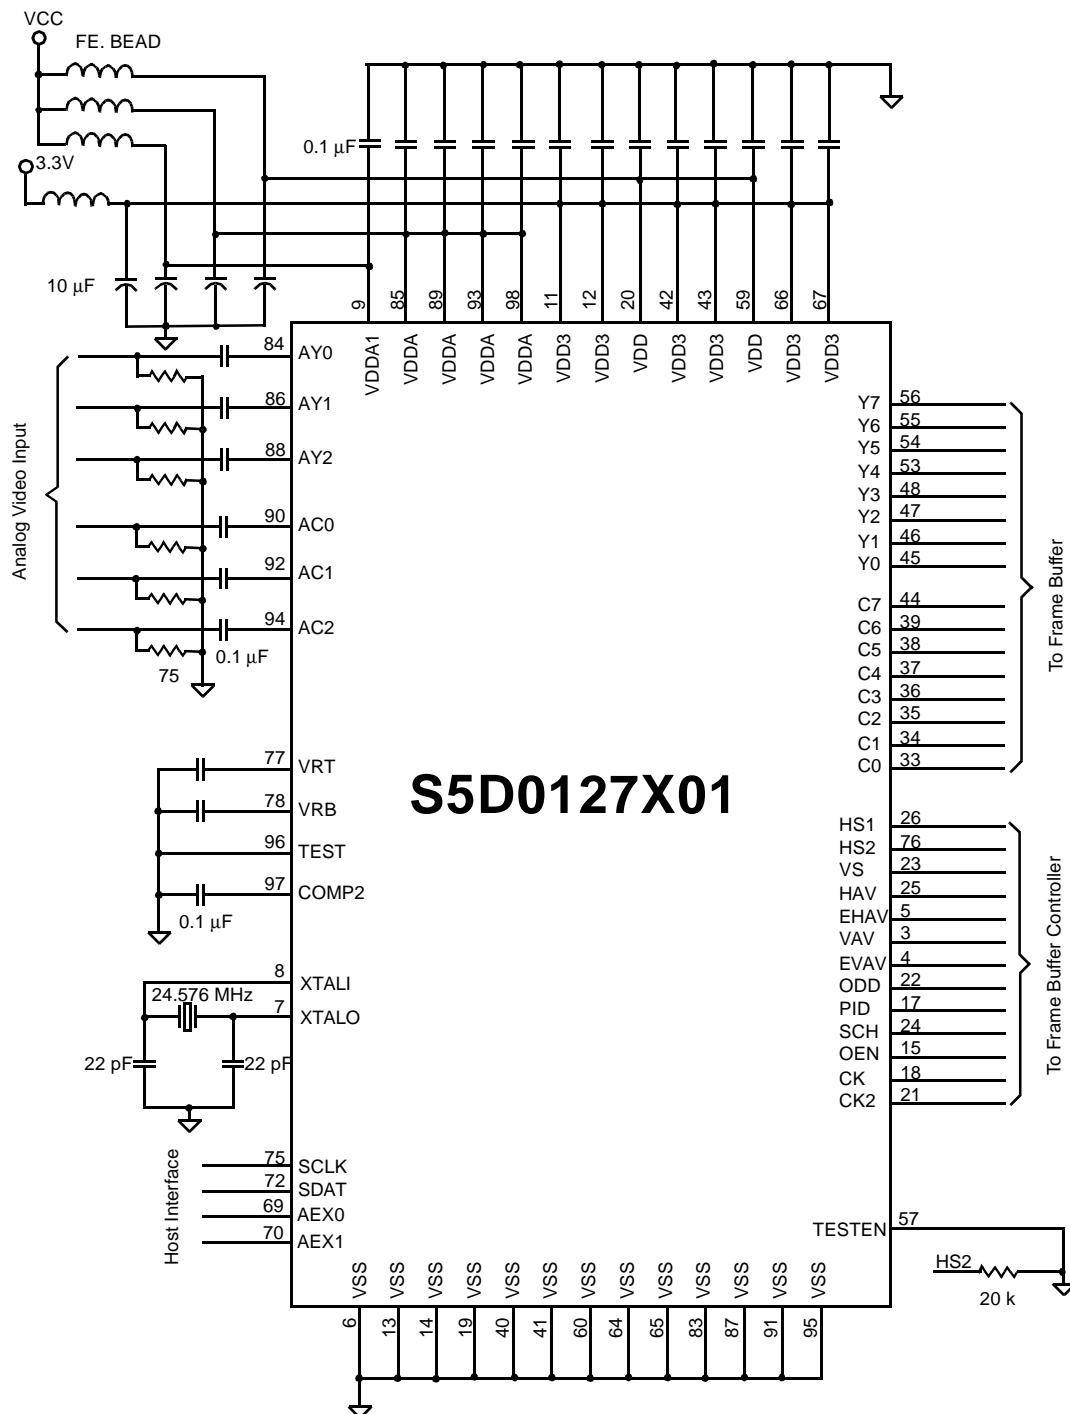 VCC
FE. BEAD
3.3V
0.1 µF
10 µF
9 85 89 93 98 11 12 20 42 43 59 66 67
VDDA1 VDDA VDDA VDDA VDDA VDD3 VDD3 VDD VDD3 VDD3 VDD VDD3 VDD3
Analog Video Input
84 AY0
86 AY1
88 AY2
90 AC0
92 AC1
94 AC2
0.1 µF
75
77 VRT
78 VRB
96 TEST
97 COMP2
0.1 µF
8 XTALI
24.576 MHz
7 XTALO
22 pF
22 pF
Host Interface
75 SCLK
72 SDAT
69 AEX0
70 AEX1
S5D0127X01
Y7 56
Y6 55
Y5 54
Y4 53
Y3 48
Y2 47
Y1 46
Y0 45
C7 44
C6 39
C5 38
C4 37
C3 36
C2 35
C1 34
C0 33
To Frame Buffer
HS1 26
HS2 76
VS 23
HAV 25
EHAV 5
VAV 3
EVAV 4
ODD 22
PID 17
SCH 24
OEN 15
CK 18
CK2 21
To Frame Buffer Controller
TESTEN 57
HS2
20 k
VSS VSS VSS VSS VSS VSS VSS VSS VSS VSS VSS VSS VSS
6 13 14 19 40 41 60 64 65 83 87 91 95